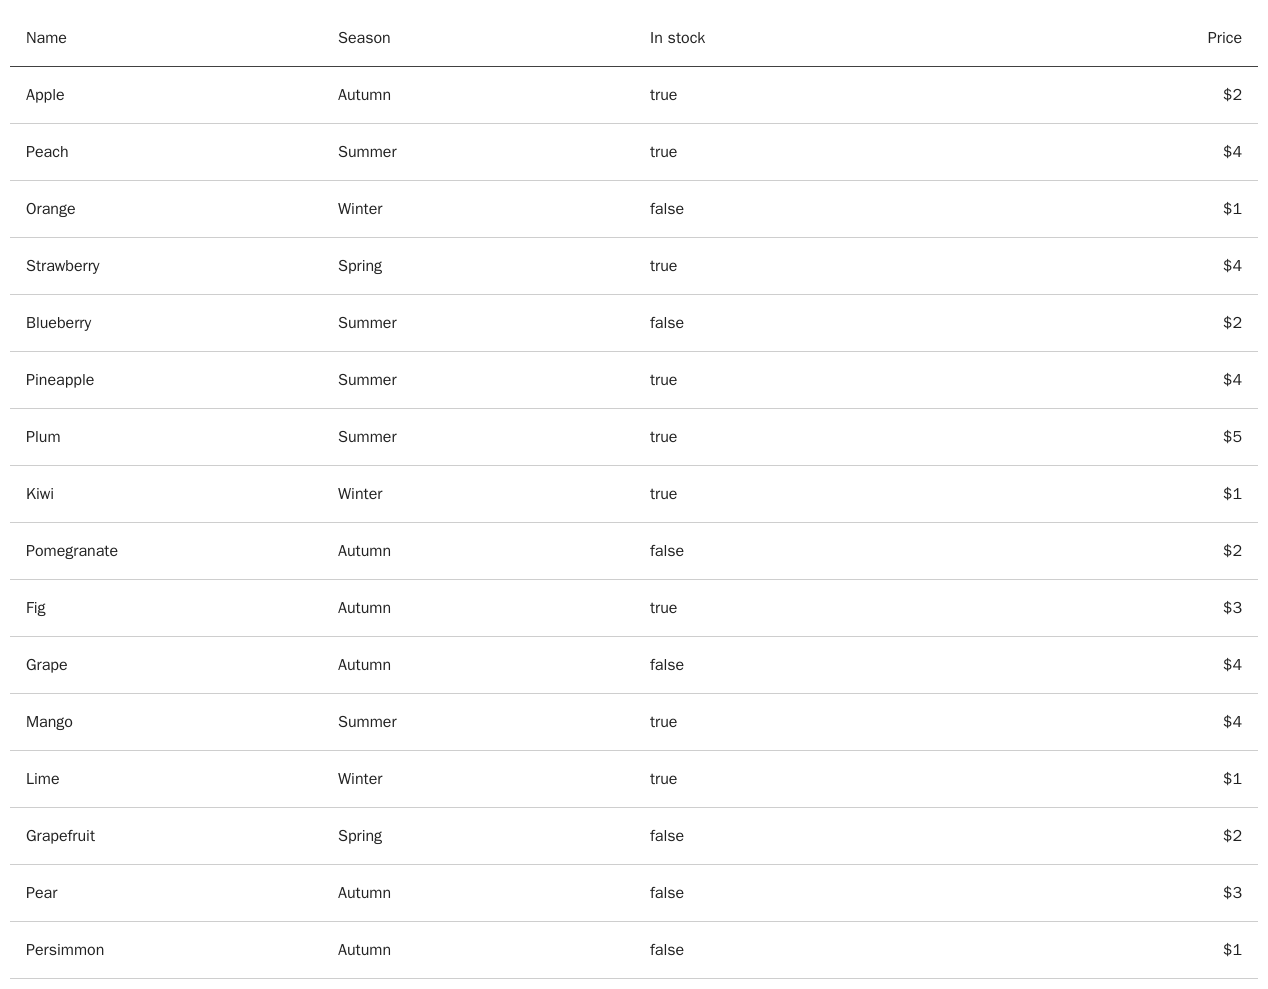 Name Season In stock Price
Apple Autumn true $2
Peach Summer true $4
Orange Winter false $1
Strawberry Spring true $4
Blueberry Summer false $2
Pineapple Summer true $4
Plum Summer true $5
Kiwi Winter true $1
Pomegranate Autumn false $2
Fig Autumn true $3
Grape Autumn false $4
Mango Summer true $4
Lime Winter true $1
Grapefruit Spring false $2
Pear Autumn false $3
Persimmon Autumn false $1